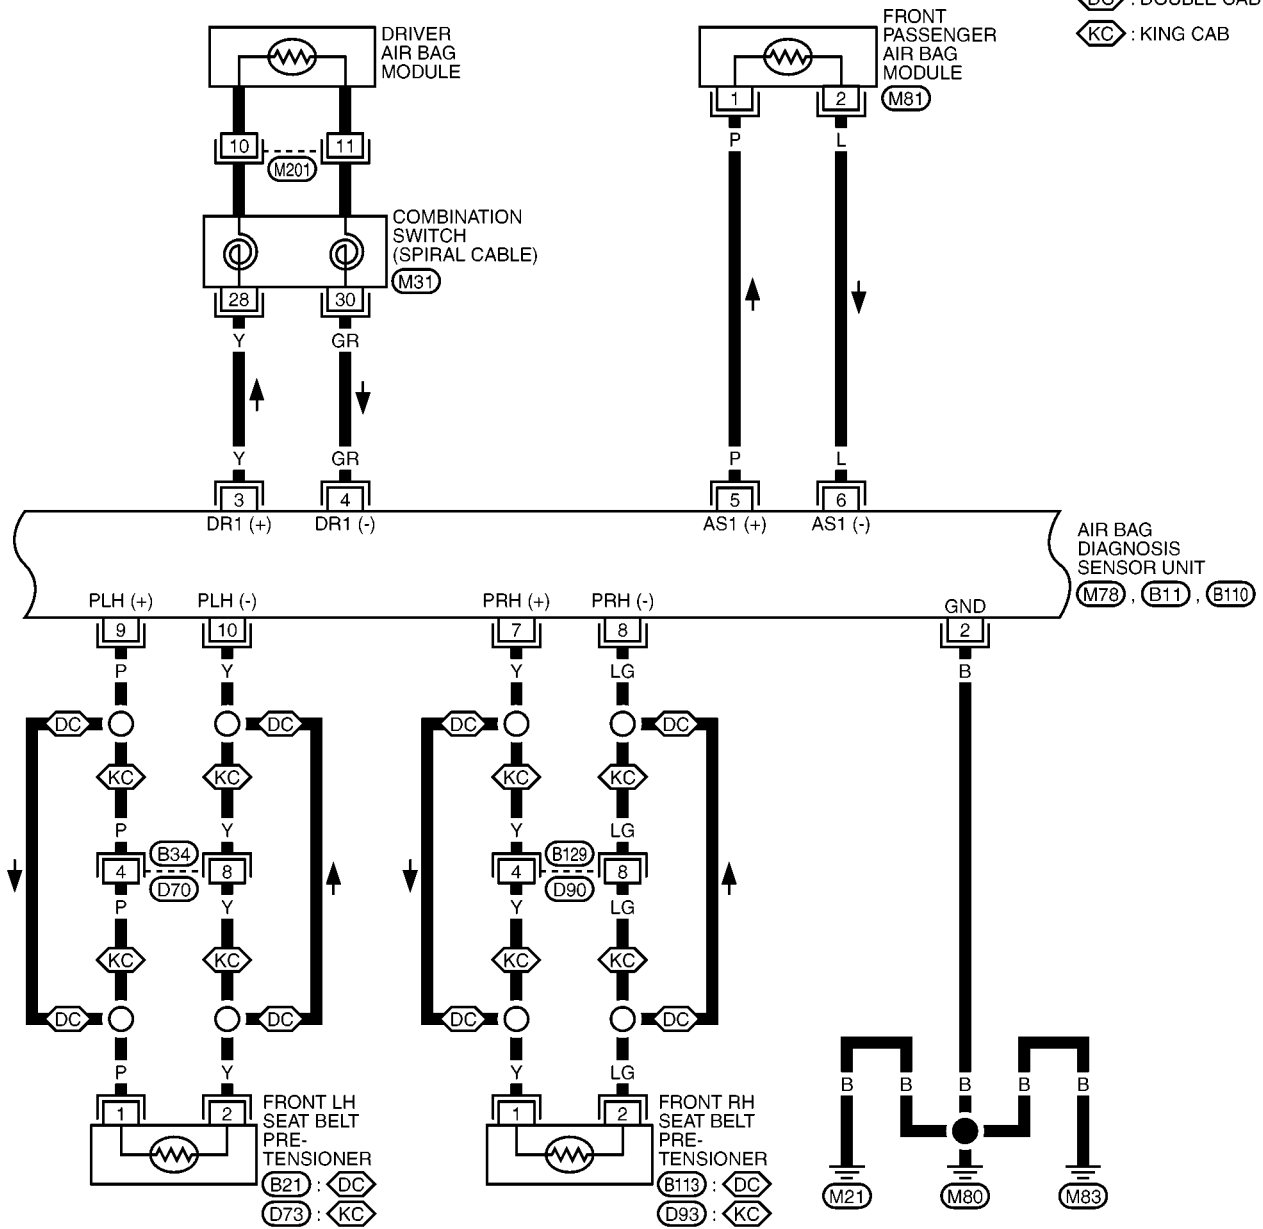 DC : DOUBLE CAB
KC : KING CAB
DRIVER
AIR BAG
MODULE
FRONT
PASSENGER
AIR BAG
MODULE
M81
1 2
P L
10 11
M201
COMBINATION
SWITCH
(SPIRAL CABLE)
M31
28 30
Y GR
Y GR P L
3 4 5 6
DR1 (+) DR1 (-) AS1 (+) AS1 (-)
AIR BAG
DIAGNOSIS
SENSOR UNIT
M78 , B11 , B110
PLH (+) PLH (-) PRH (+) PRH (-) GND
9 10 7 8 2
P Y Y LG B
DC DC DC DC
KC KC KC KC
P Y Y LG
B34 B129
4 8 4 8
D70 D90
P Y Y LG
KC KC KC KC
DC DC DC DC
P Y Y LG
B B B B B
1 2 1 2
FRONT LH
SEAT BELT
PRE-
TENSIONER
B21 : DC
D73 : KC
FRONT RH
SEAT BELT
PRE-
TENSIONER
B113 : DC
D93 : KC
M21 M80 M83